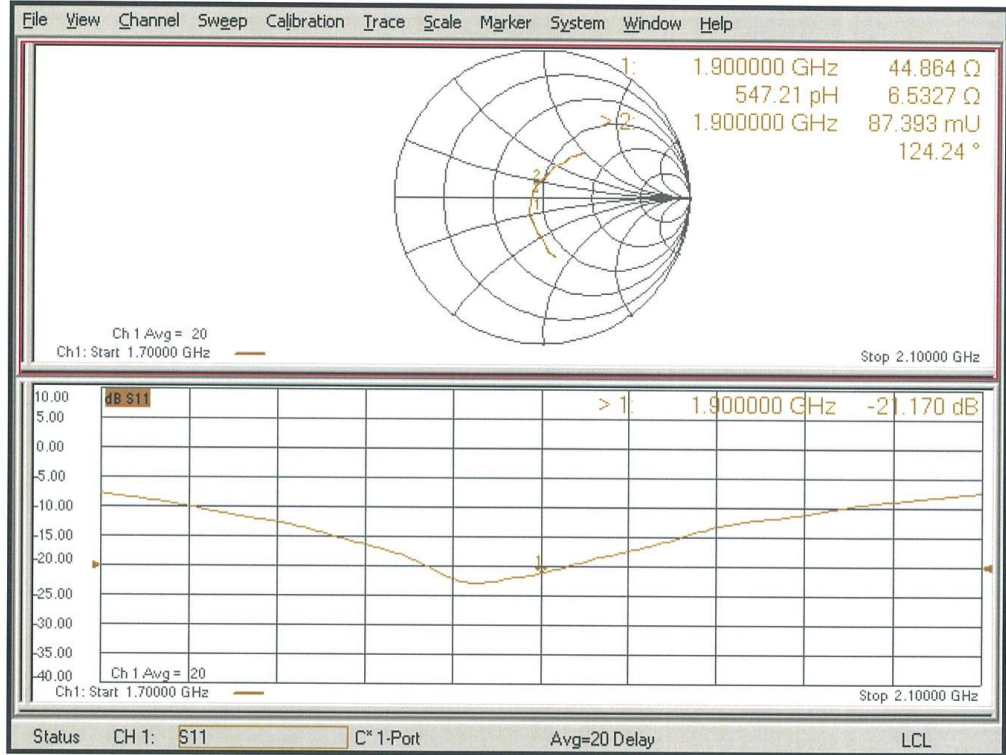 File View Channel Sweep Calibration Trace Scale Marker System Window Help
1: 1.900000 GHz 44.864 Ω
547.21 pH 6.5327 Ω
> 2: 1.900000 GHz 87.393 mU
124.24 °
2
1
Ch 1 Avg = 20
Ch1: Start 1.70000 GHz
Stop 2.10000 GHz
10.00
dB S11
> 1: 1.900000 GHz -21.170 dB
5.00
0.00
-5.00
-10.00
-15.00
-20.00
1
-25.00
-30.00
-35.00
-40.00
Ch 1 Avg = 20
Ch1: Start 1.70000 GHz
Stop 2.10000 GHz
Status CH 1: S11 C* 1-Port Avg=20 Delay LCL